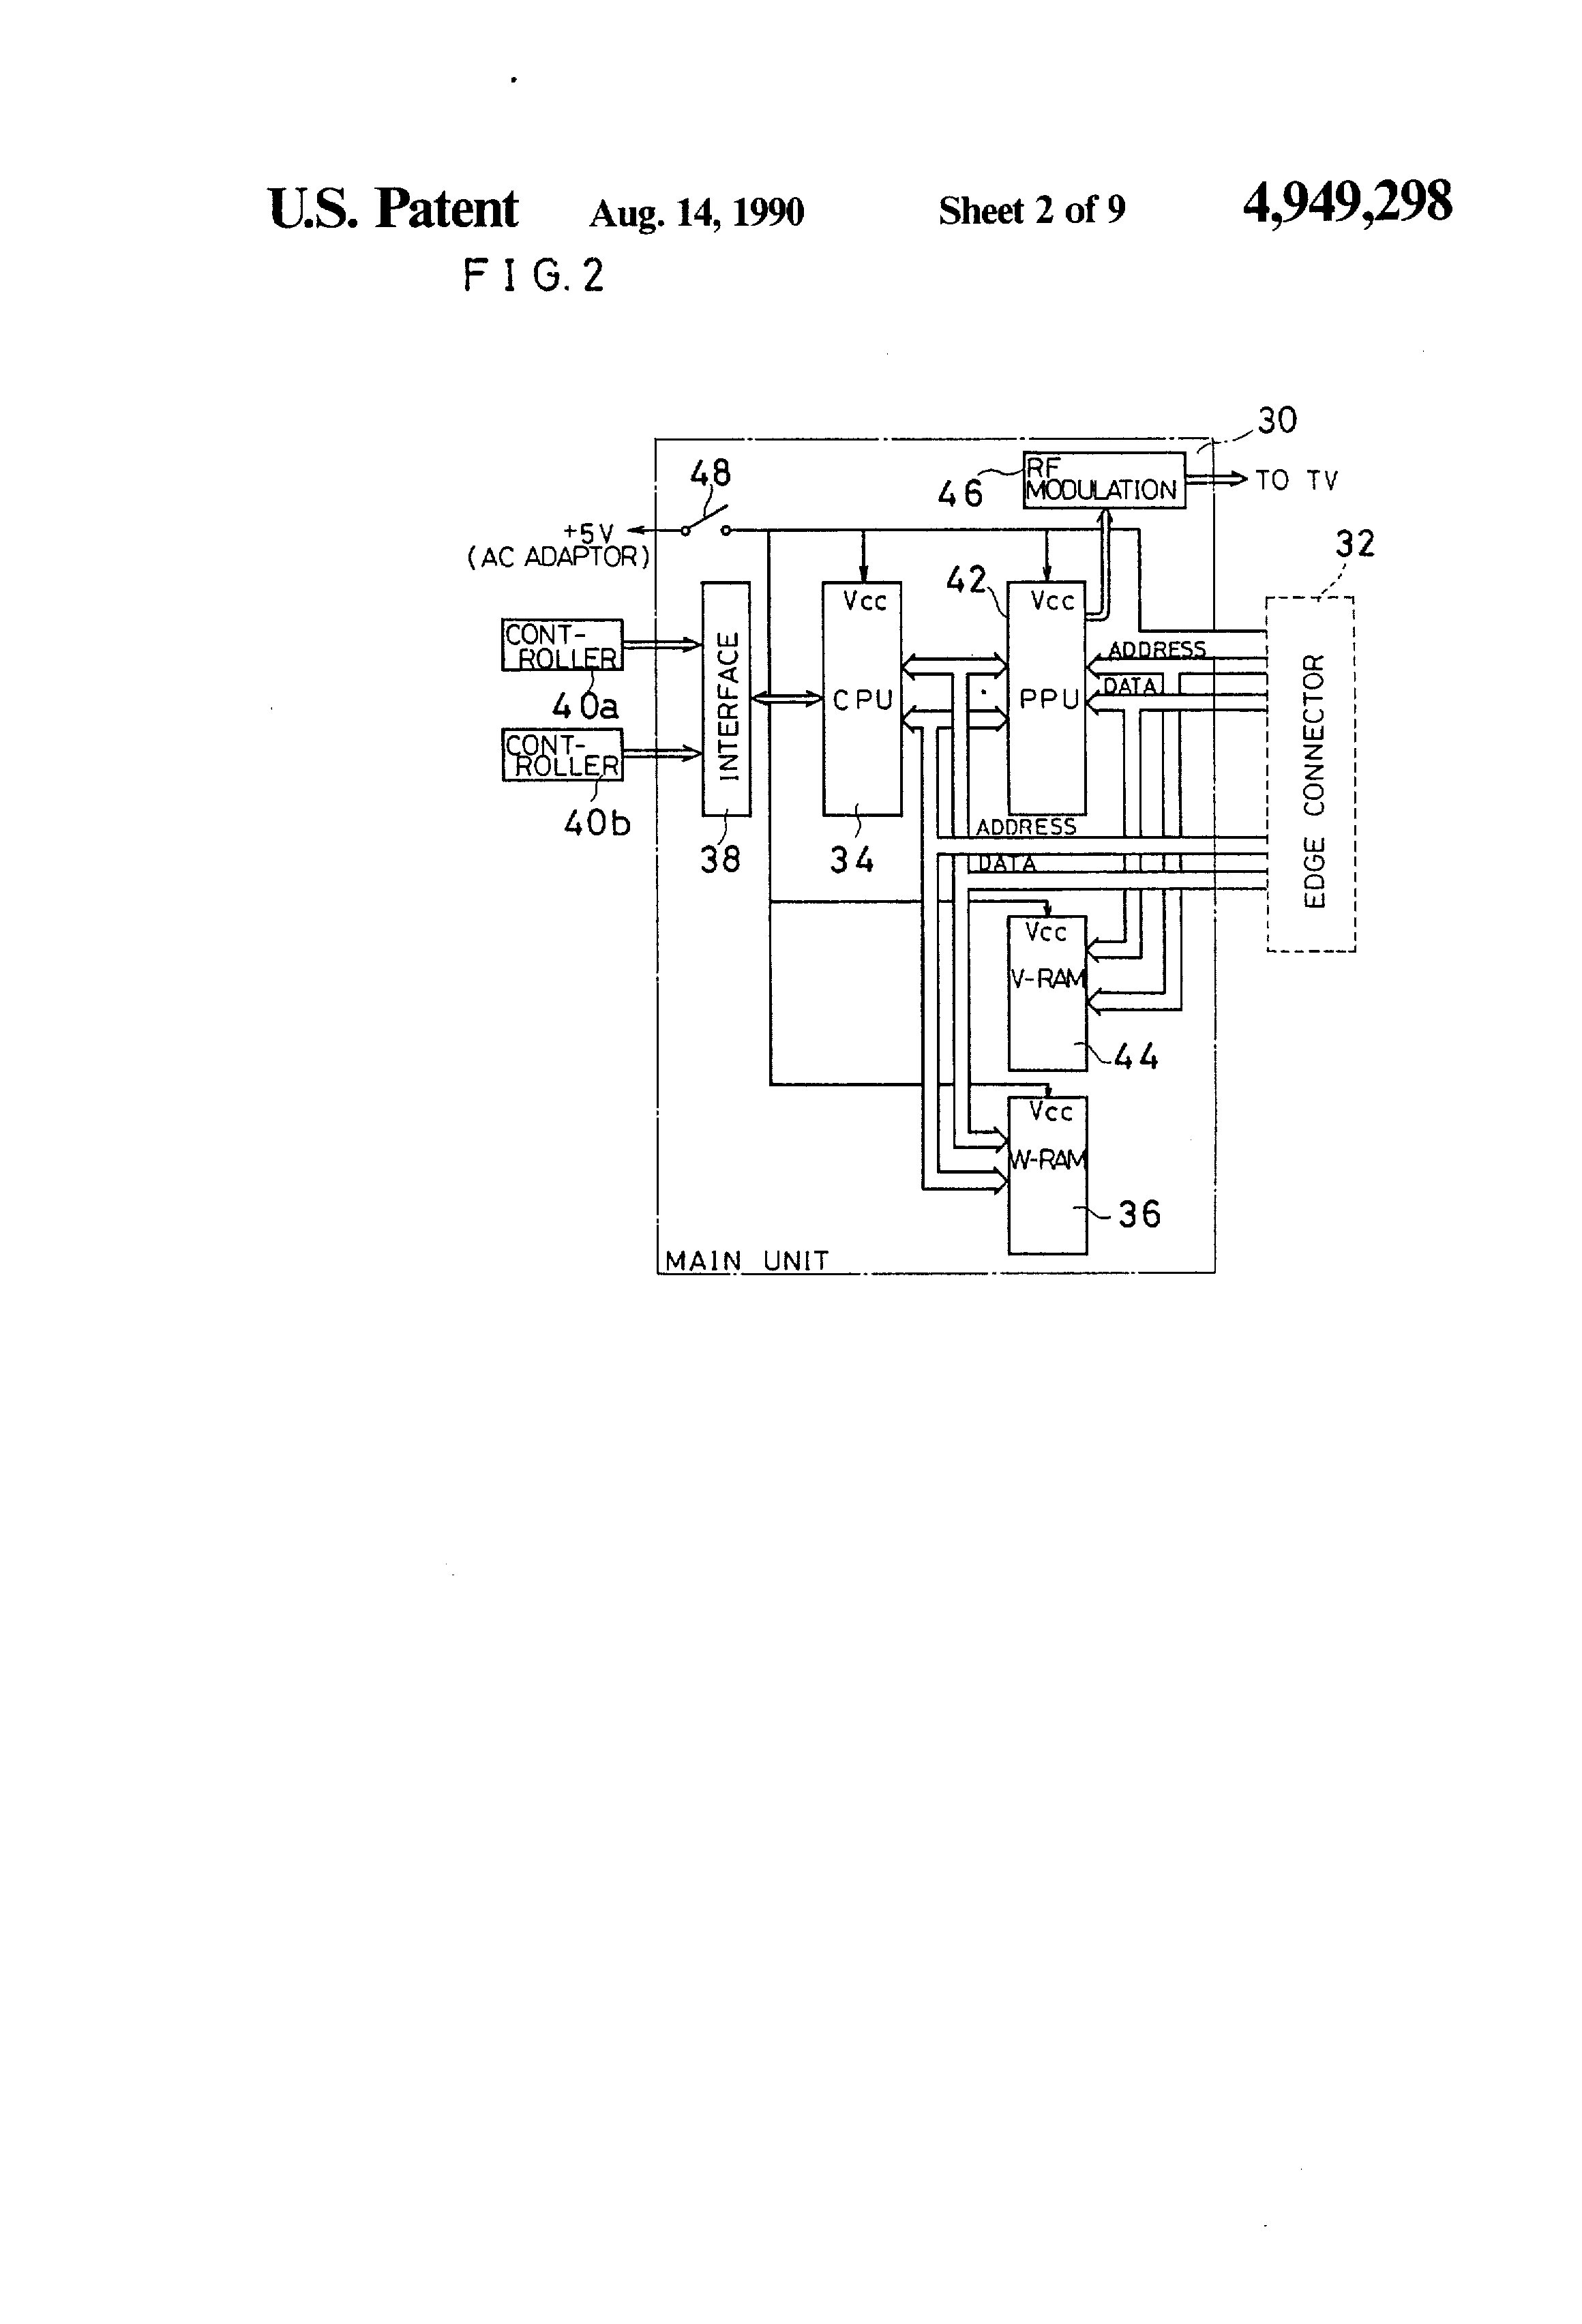 U.S. Patent Aug. 14, 1990 Sheet 2 of 9 4,949,298
FIG. 2
30
48
46
RF
MODULATION
TO TV
+5V
(AC ADAPTOR)
32
42
Vcc
Vcc
CONT-
ROLLER
40a
CONT-
ROLLER
40b
INTERFACE
38
CPU
34
PPU
ADDRESS
DATA
EDGE CONNECTOR
ADDRESS
DATA
Vcc
V-RAM
44
Vcc
W-RAM
36
MAIN UNIT